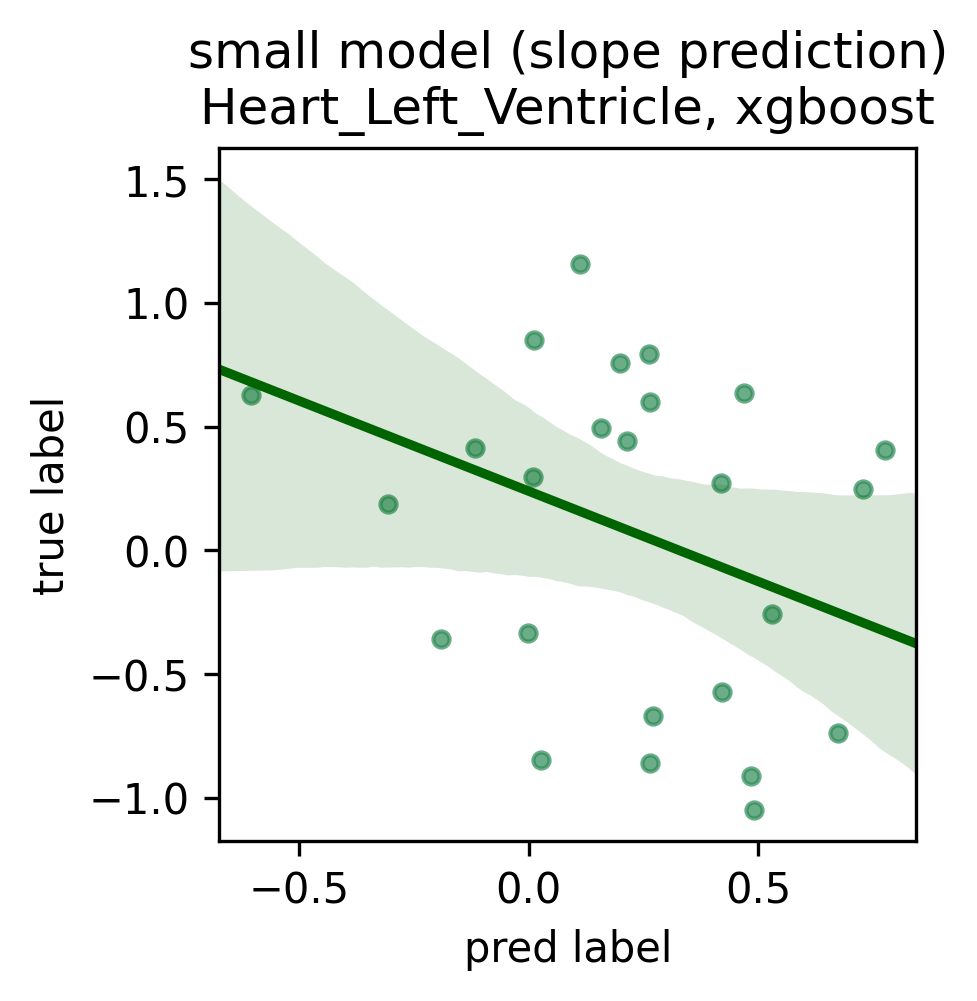 small model (slope prediction)
Heart_Left_Ventricle, xgboost
1.5
1.0
0.5
0.0
−0.5
−1.0
true label
−0.5
0.0
0.5
pred label